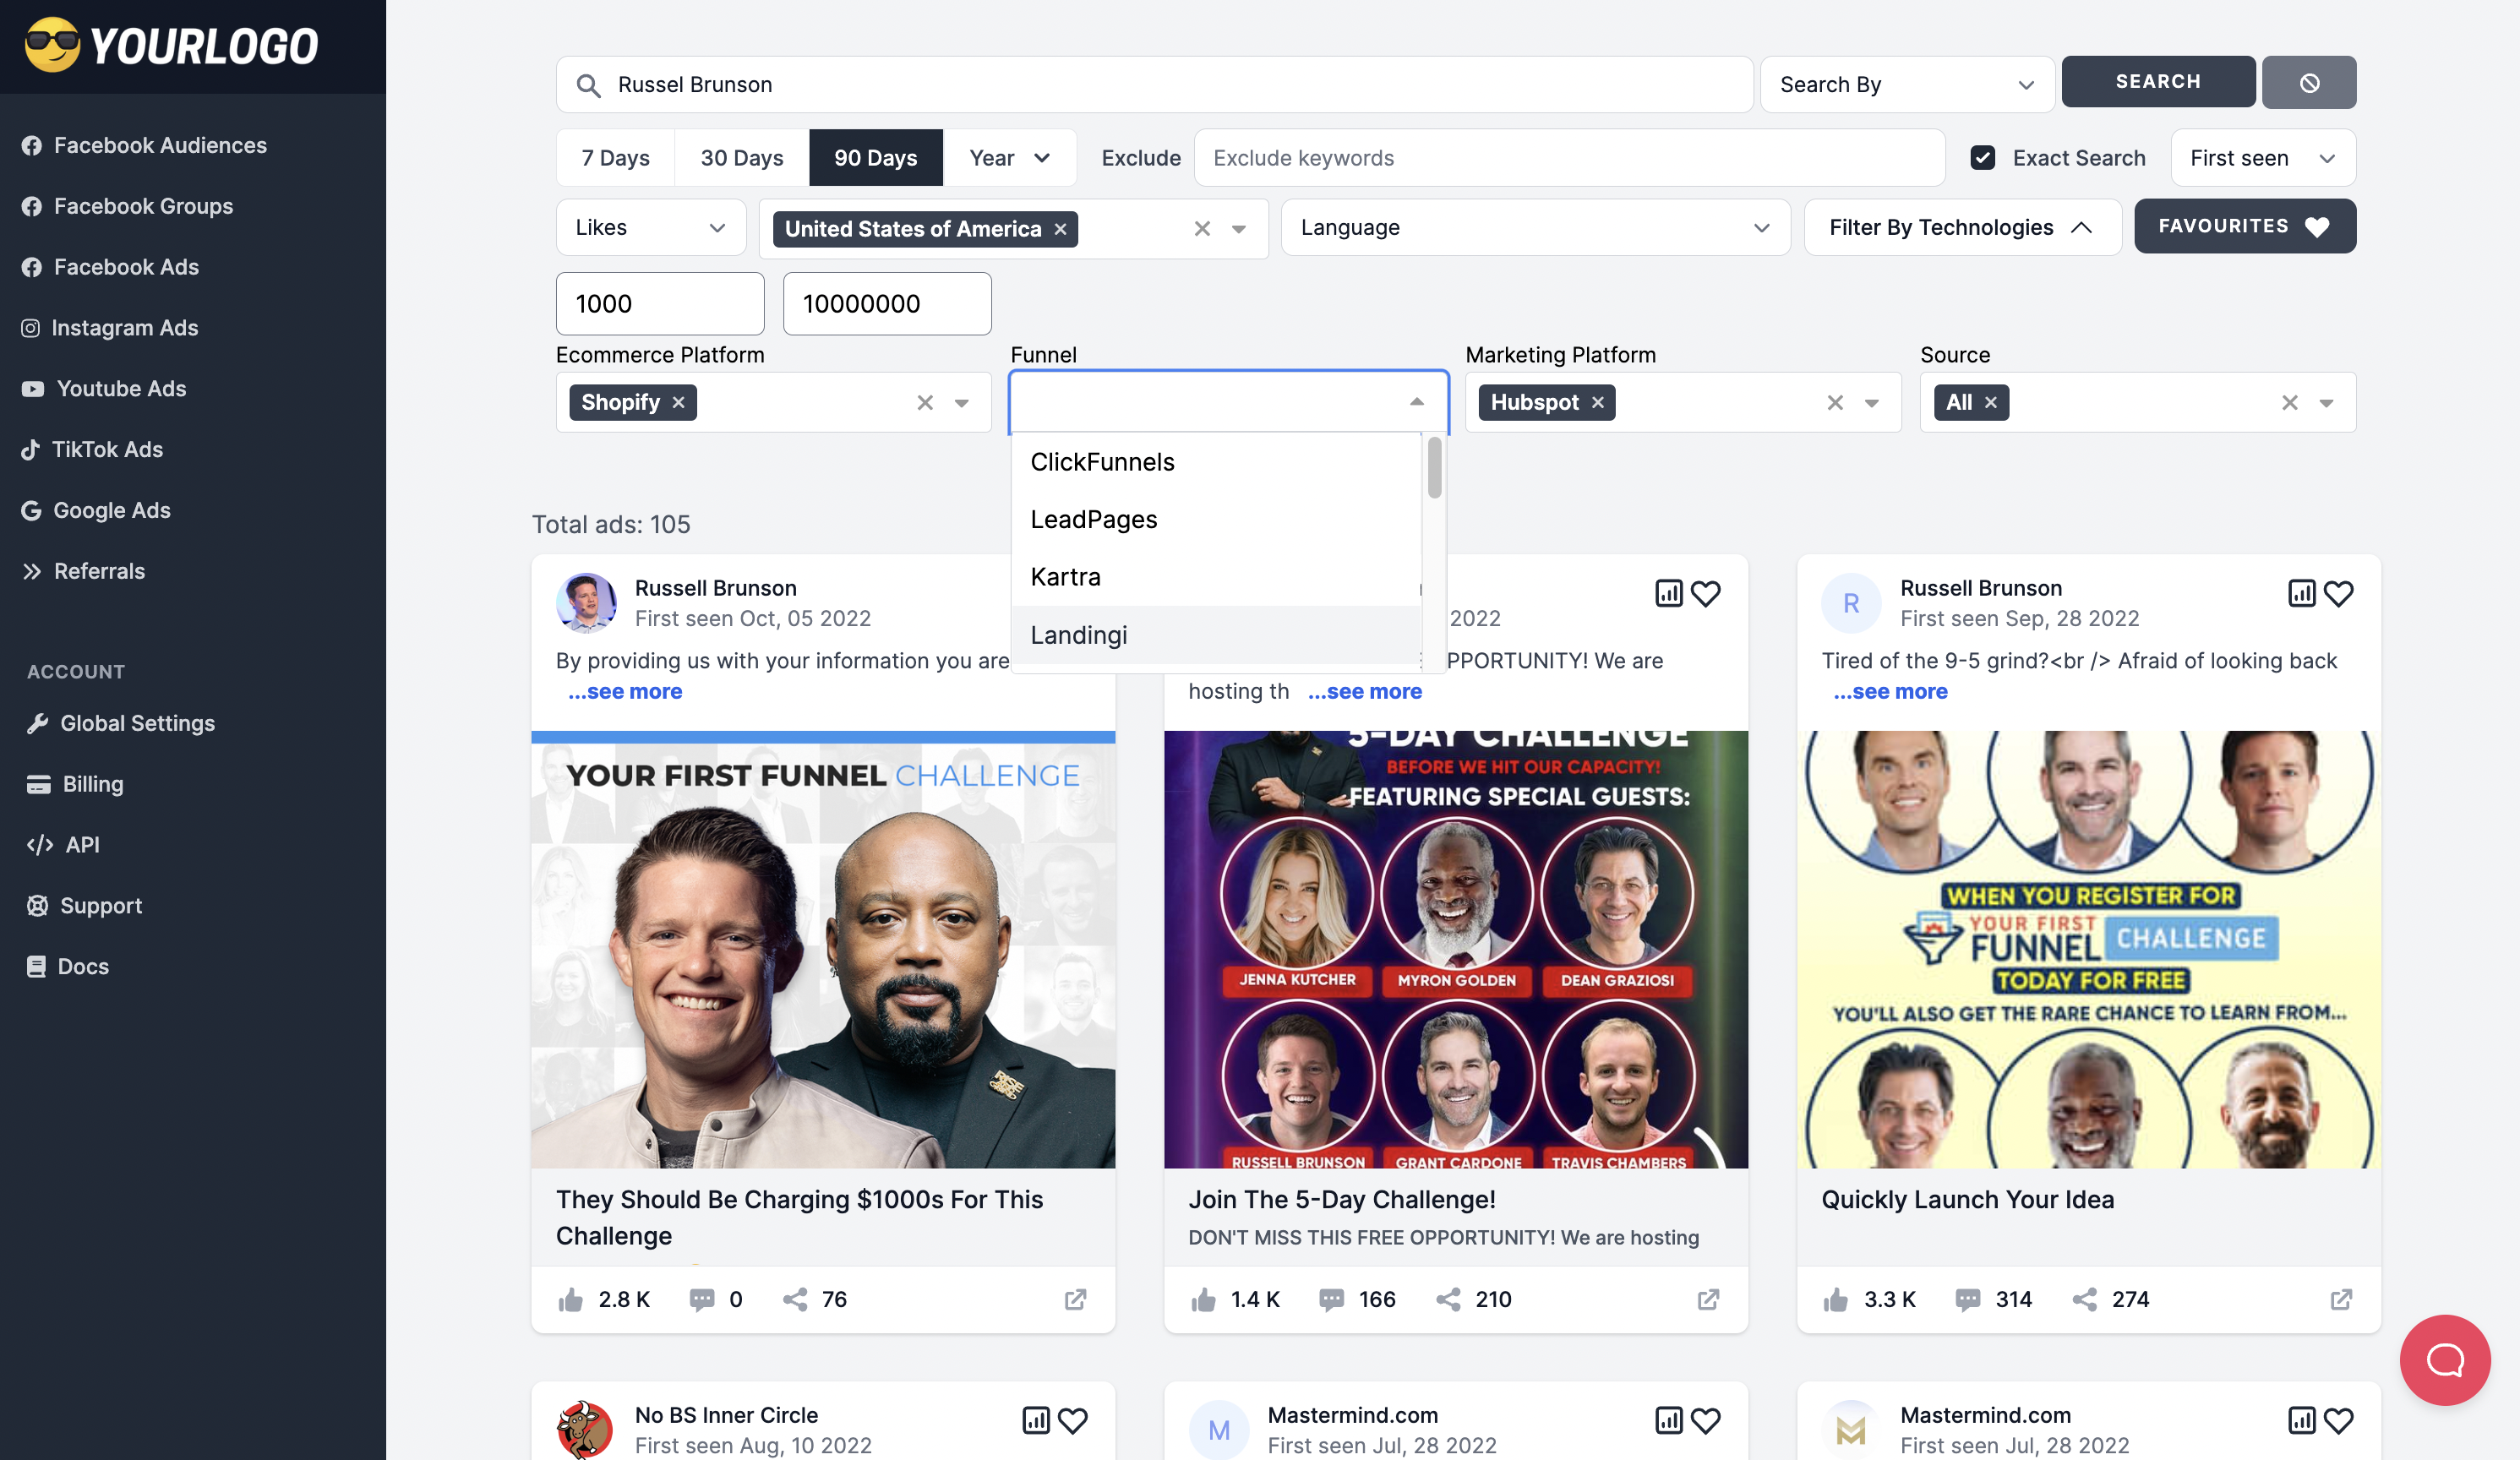 YOURLOGO
Facebook Audiences
Facebook Groups
Facebook Ads
Instagram Ads
Youtube Ads
TikTok Ads
Google Ads
Referrals
ACCOUNT
Global Settings
Billing
API
Support
Docs
Russel Brunson
Search By
SEARCH
7 Days
30 Days
90 Days
Year
Exclude
Exclude keywords
Exact Search
First seen
Likes
United States of America
Language
Filter By Technologies
FAVOURITES
1000
10000000
Ecommerce Platform
Funnel
Marketing Platform
Source
Shopify
Hubspot
All
ClickFunnels
LeadPages
Kartra
Landingi
Total ads: 105
Russell Brunson
First seen Oct, 05 2022
By providing us with your information you are
...see more
YOUR FIRST FUNNEL CHALLENGE
RISE
They Should Be Charging $1000s For This
Challenge
2.8 K
0
76
2022
PPORTUNITY! We are
hosting th ...see more
5-DAY CHALLENGE
BEFORE WE HIT OUR CAPACITY!
FEATURING SPECIAL GUESTS:
JENNA KUTCHER
MYRON GOLDEN
DEAN GRAZIOSI
RUSSELL BRUNSON
GRANT CARDONE
TRAVIS CHAMBERS
Join The 5-Day Challenge!
DON'T MISS THIS FREE OPPORTUNITY! We are hosting
1.4 K
166
210
R
Russell Brunson
First seen Sep, 28 2022
Tired of the 9-5 grind?<br /> Afraid of looking back
...see more
WHEN YOU REGISTER FOR
YOUR FIRST
FUNNEL CHALLENGE
TODAY FOR FREE
YOU'LL ALSO GET THE RARE CHANCE TO LEARN FROM...
Quickly Launch Your Idea
3.3 K
314
274
No BS Inner Circle
First seen Aug, 10 2022
M
Mastermind.com
First seen Jul, 28 2022
M
Mastermind.com
First seen Jul, 28 2022